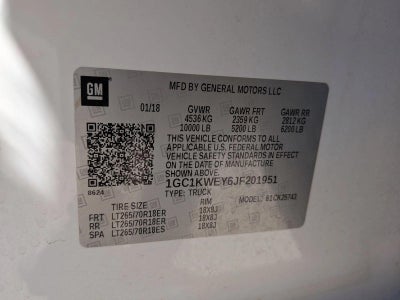 GM
MFD BY GENERAL MOTORS LLC
01/18
GVWR GAWR FRT GAWR RR
4536 KG 2359 KG 2812 KG
10000 LB 5200 LB 6200 LB
THIS VEHICLE CONFORMS TO ALL
APPLICABLE U.S. FEDERAL MOTOR
VEHICLE SAFETY STANDARDS IN EFFECT
ON THE DATE OF MANUFACTURE
SHOWN ABOVE.
1GC1KWEY6JF201951
8624
TYPE: TRUCK MODEL: 81CK25743
TIRE SIZE RIM
FRT LT265/70R18ER 18X8J
RR LT265/70R18ER 18X8J
SPA LT265/70R18ES 18X8J